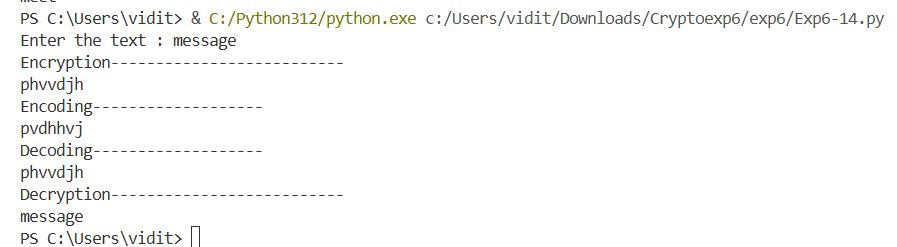 PS C:\Users\vidit> & C:/Python312/python.exe c:/Users/vidit/Downloads/Cryptoexp6/exp6/Exp6-14.py
Enter the text : message
Encryption--------------------------
phvvdjh
Encoding-------------------
pvdhhvj
Decoding-------------------
phvvdjh
Decryption--------------------------
message
PS C:\Users\vidit>